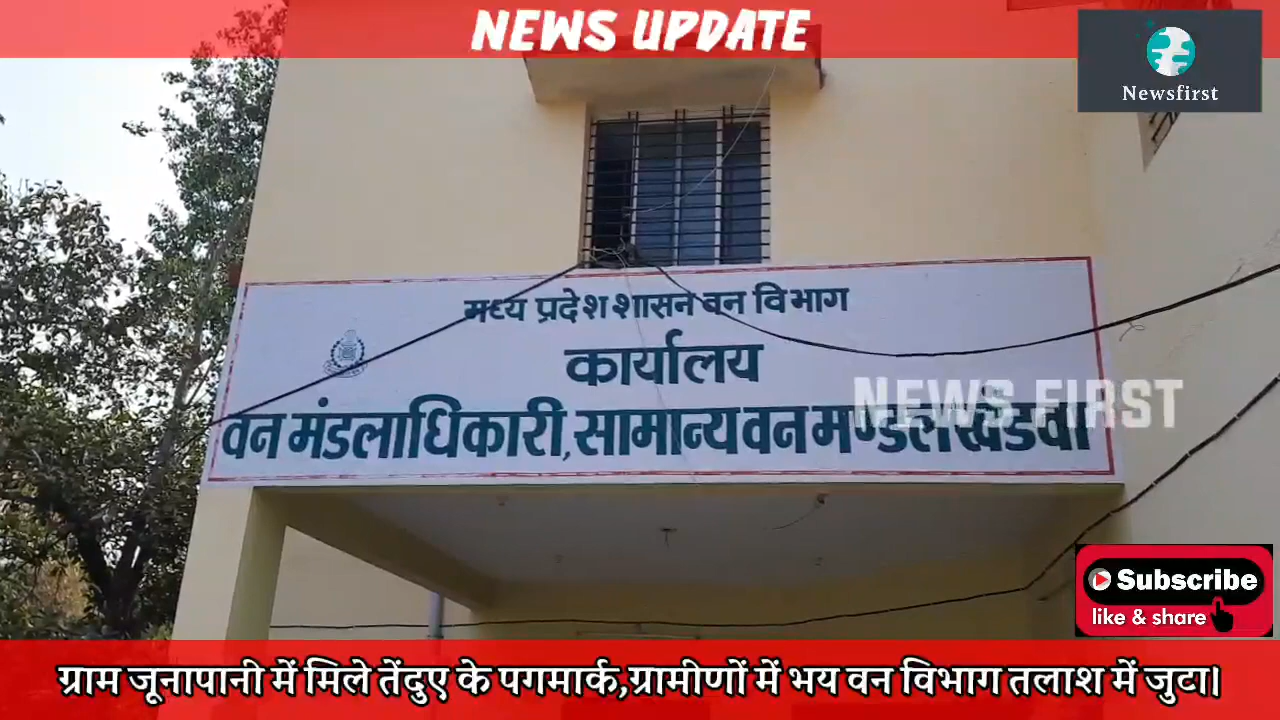 NEWS UPDATE
Newsfirst
मध्य प्रदेश शासन वन विभाग
कार्यालय
वन मंडलाधिकारी, सामान्य वन मण्डल खंडवा
NEWS FIRST
Subscribe
like & share
ग्राम जूनापानी में मिले तेंदुए के पगमार्क,ग्रामीणों में भय वन विभाग तलाश में जुटा।